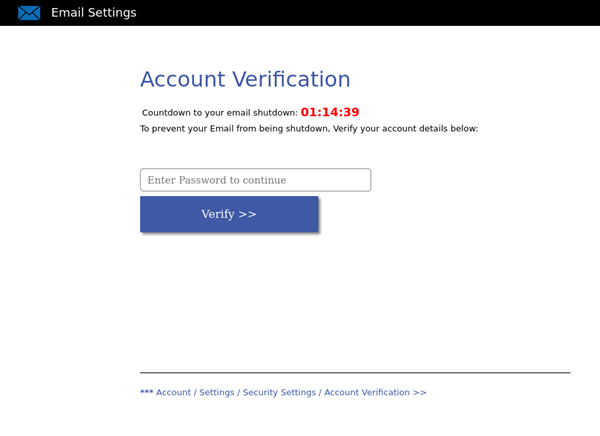 Email Settings
Account Verification
Countdown to your email shutdown: 01:14:39
To prevent your Email from being shutdown, Verify your account details below:
Enter Password to continue
Verify >>
*** Account / Settings / Security Settings / Account Verification >>